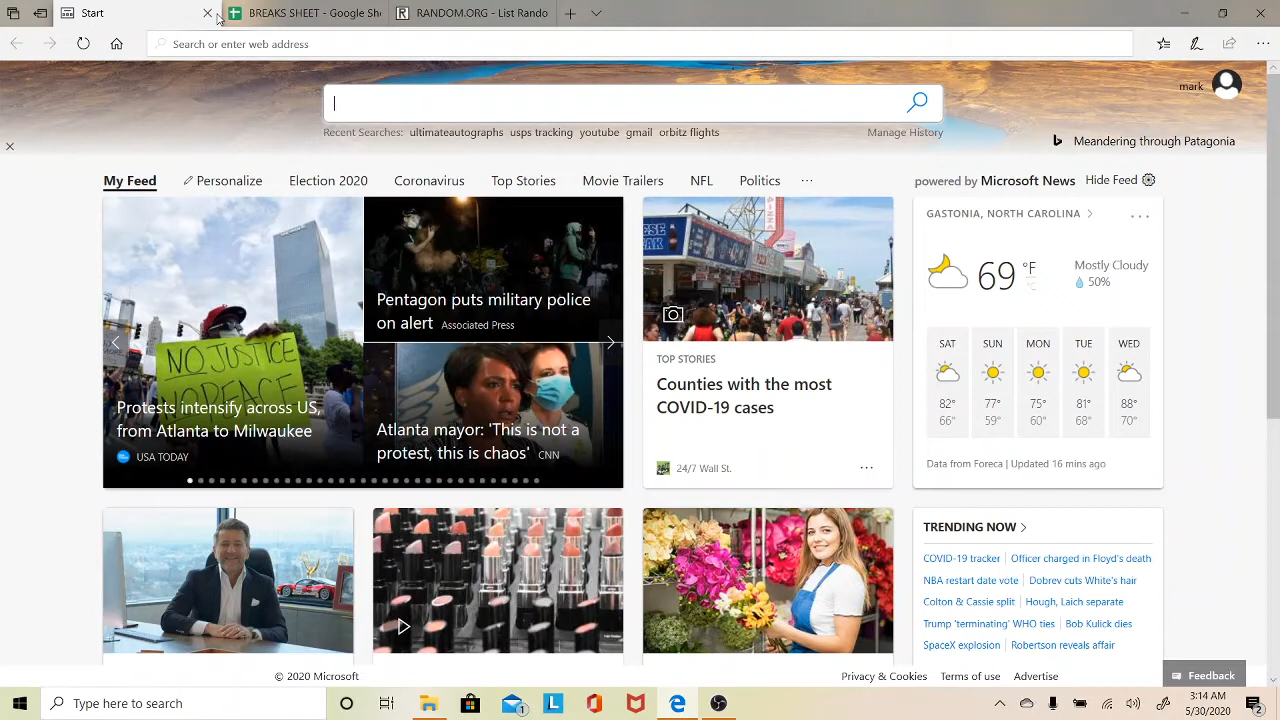 Start
BREAKS SHEET - Google Sh
RANDOM.ORG - List Rando
Search or enter web address
mark
Recent Searches: ultimateautographs usps tracking youtube gmail orbitz flights
Manage History
Meandering through Patagonia
My Feed
Personalize
Election 2020
Coronavirus
Top Stories
Movie Trailers
NFL
Politics
powered by Microsoft News
Hide Feed
NO JUSTICE
NO PEACE
Protests intensify across US,
from Atlanta to Milwaukee
USA TODAY
Pentagon puts military police
on alert Associated Press
Atlanta mayor: 'This is not a
protest, this is chaos' CNN
PIZZA
TOP STORIES
Counties with the most
COVID-19 cases
24/7 Wall St.
GASTONIA, NORTH CAROLINA
69 °F
Mostly Cloudy
50%
SAT SUN MON TUE WED
82° 77° 75° 81° 88°
66° 59° 60° 68° 70°
Data from Foreca | Updated 16 mins ago
TRENDING NOW
COVID-19 tracker | Officer charged in Floyd's death
NBA restart date vote | Dobrev cuts White's hair
Colton & Cassie split | Hough, Laich separate
Trump 'terminating' WHO ties | Bob Kulick dies
SpaceX explosion | Robertson reveals affair
© 2020 Microsoft
Privacy & Cookies
Terms of use
Advertise
Feedback
Type here to search
1
L
3:14 AM
5/30/2020
2